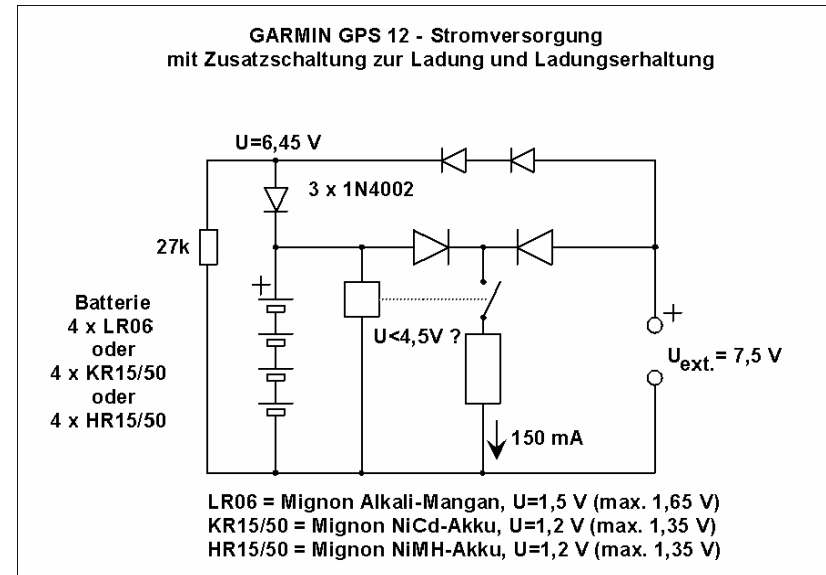 GARMIN GPS 12 - Stromversorgung
mit Zusatzschaltung zur Ladung und Ladungserhaltung
U=6,45 V
3 x 1N4002
27k
+
Batterie
4 x LR06
oder
4 x KR15/50
oder
4 x HR15/50
U<4,5V ?
+
Uext.= 7,5 V
150 mA
LR06 = Mignon Alkali-Mangan, U=1,5 V (max. 1,65 V)
KR15/50 = Mignon NiCd-Akku, U=1,2 V (max. 1,35 V)
HR15/50 = Mignon NiMH-Akku, U=1,2 V (max. 1,35 V)